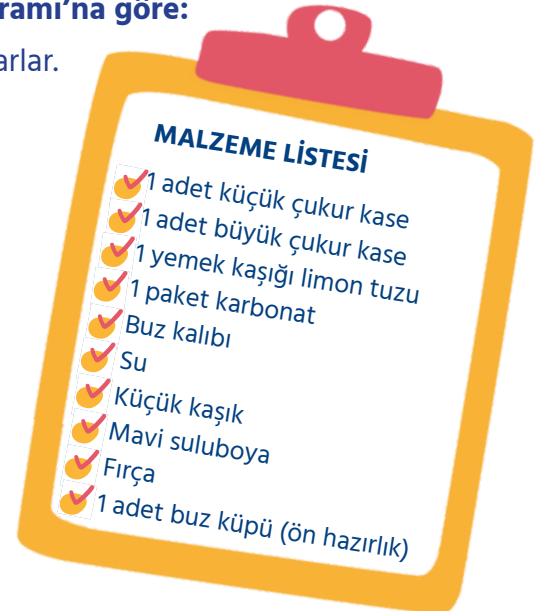 ramı’na göre:
arlar.
MALZEME LİSTESİ
1 adet küçük çukur kase
1 adet büyük çukur kase
1 yemek kaşığı limon tuzu
1 paket karbonat
Buz kalıbı
Su
Küçük kaşık
Mavi suluboya
Fırça
1 adet buz küpü (ön hazırlık)